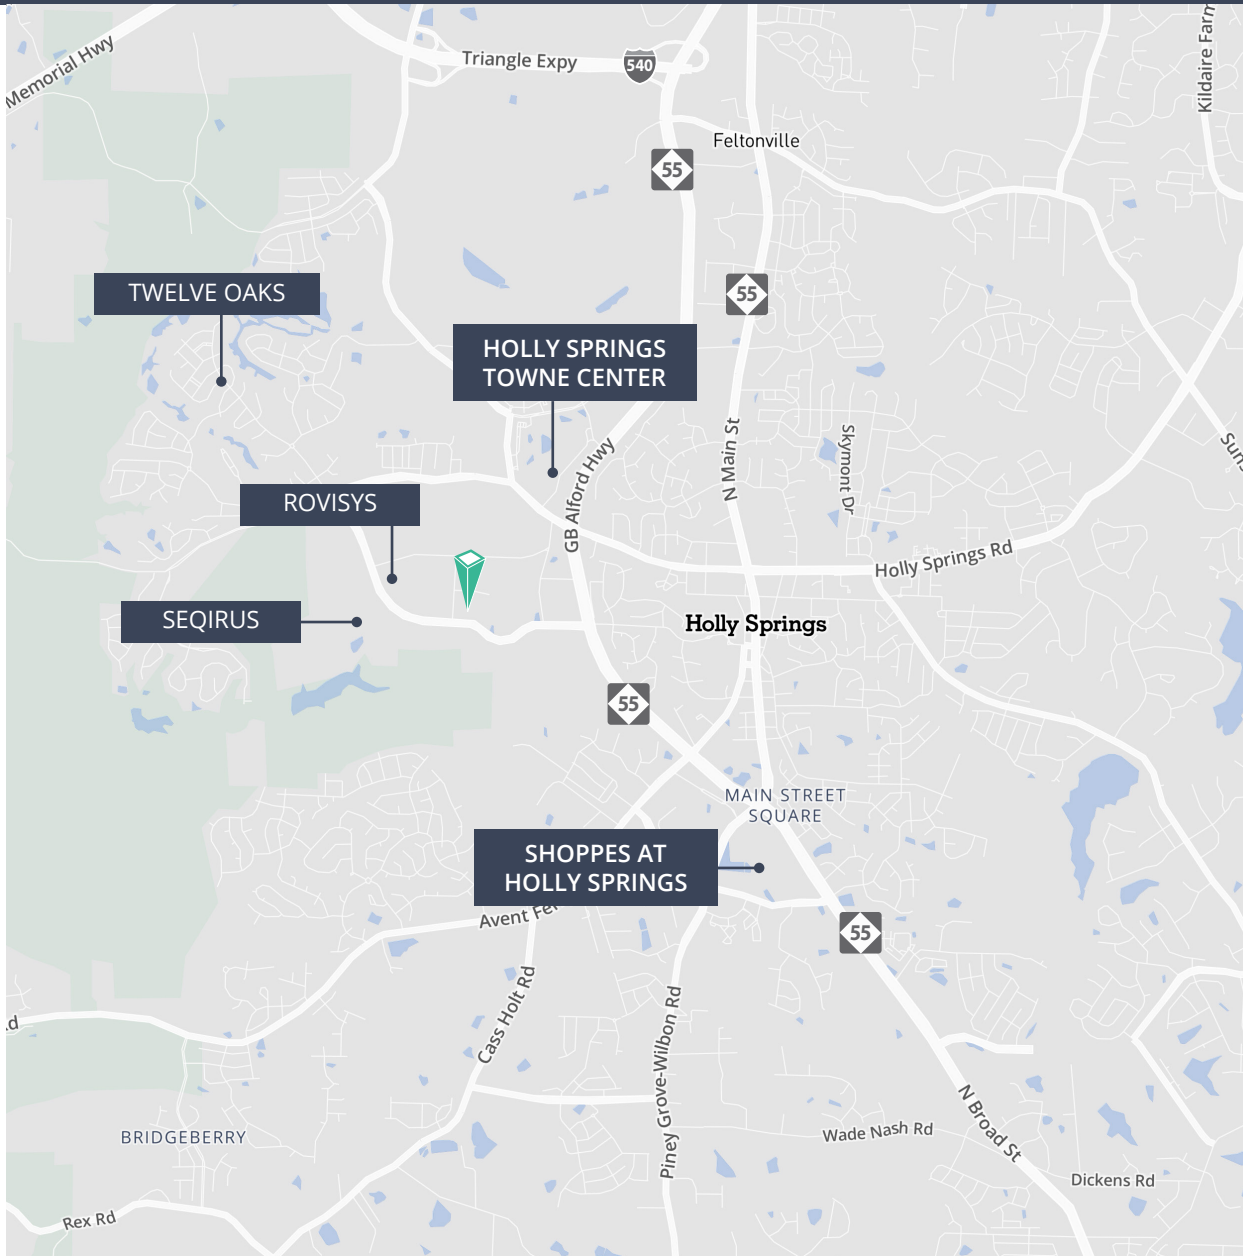 Memorial Hwy
Triangle Expy
540
Kildaire Farm
Feltonville
55
55
TWELVE OAKS
HOLLY SPRINGS
TOWNE CENTER
N Main St
Skymont Dr
GB Alford Hwy
ROVISYS
Holly Springs Rd
SEQIRUS
Holly Springs
55
MAIN STREET
SQUARE
SHOPPES AT
HOLLY SPRINGS
Avent
55
Cass Holt Rd
Piney Grove-Wilbon Rd
N Broad St
Wade Nash Rd
BRIDGEBERRY
Dickens Rd
Rex Rd